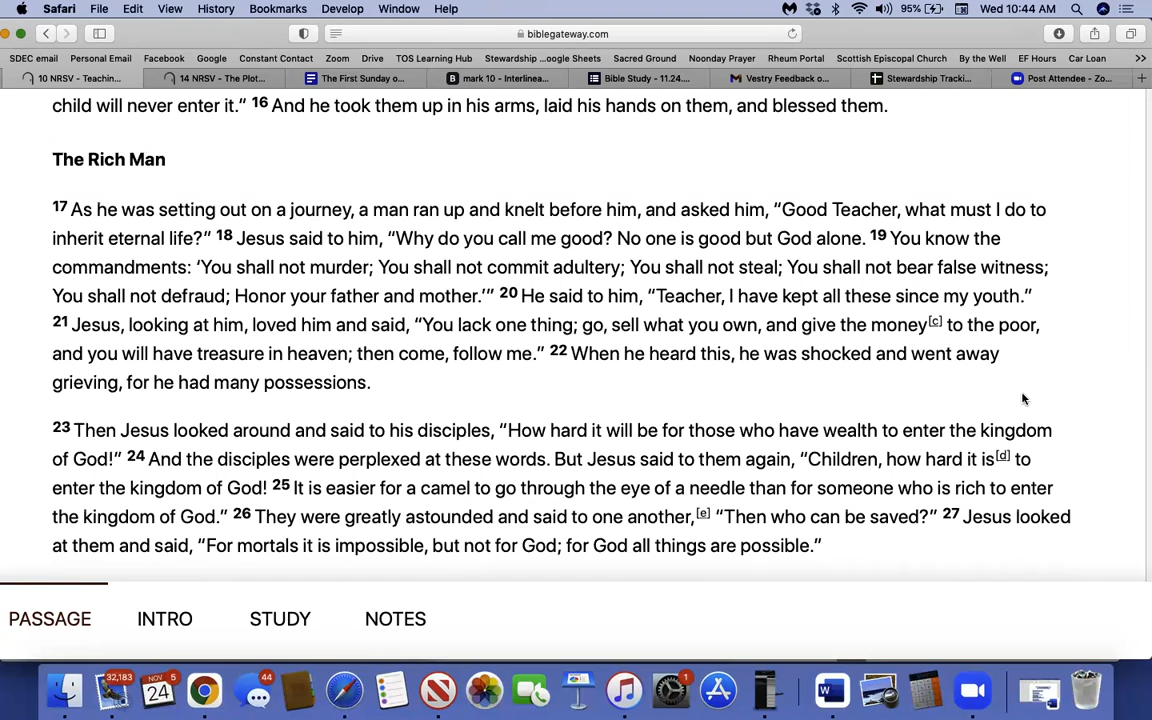 Safari File Edit View History Bookmarks Develop Window Help 95% Wed 10:44 AM
biblegateway.com
SDEC email Personal Email Facebook Google Constant Contact Zoom Drive TOS Learning Hub Stewardship ...oogle Sheets Sacred Ground Noonday Prayer Rheum Portal Scottish Episcopal Church By the Well EF Hours Car Loan >>
10 NRSV - Teachin... 14 NRSV - The Plot... The First Sunday o... mark 10 - Interlinea... Bible Study - 11.24.... Vestry Feedback o... Stewardship Tracki... Post Attendee - Zo...
child will never enter it.” 16 And he took them up in his arms, laid his hands on them, and blessed them.
The Rich Man
17 As he was setting out on a journey, a man ran up and knelt before him, and asked him, “Good Teacher, what must I do to
inherit eternal life?” 18 Jesus said to him, “Why do you call me good? No one is good but God alone. 19 You know the
commandments: ‘You shall not murder; You shall not commit adultery; You shall not steal; You shall not bear false witness;
You shall not defraud; Honor your father and mother.’” 20 He said to him, “Teacher, I have kept all these since my youth.”
21 Jesus, looking at him, loved him and said, “You lack one thing; go, sell what you own, and give the money[c] to the poor,
and you will have treasure in heaven; then come, follow me.” 22 When he heard this, he was shocked and went away
grieving, for he had many possessions.
23 Then Jesus looked around and said to his disciples, “How hard it will be for those who have wealth to enter the kingdom
of God!” 24 And the disciples were perplexed at these words. But Jesus said to them again, “Children, how hard it is[d] to
enter the kingdom of God! 25 It is easier for a camel to go through the eye of a needle than for someone who is rich to enter
the kingdom of God.” 26 They were greatly astounded and said to one another,[e] “Then who can be saved?” 27 Jesus looked
at them and said, “For mortals it is impossible, but not for God; for God all things are possible.”
PASSAGE INTRO STUDY NOTES
32,183 NOV 24 5 44 1